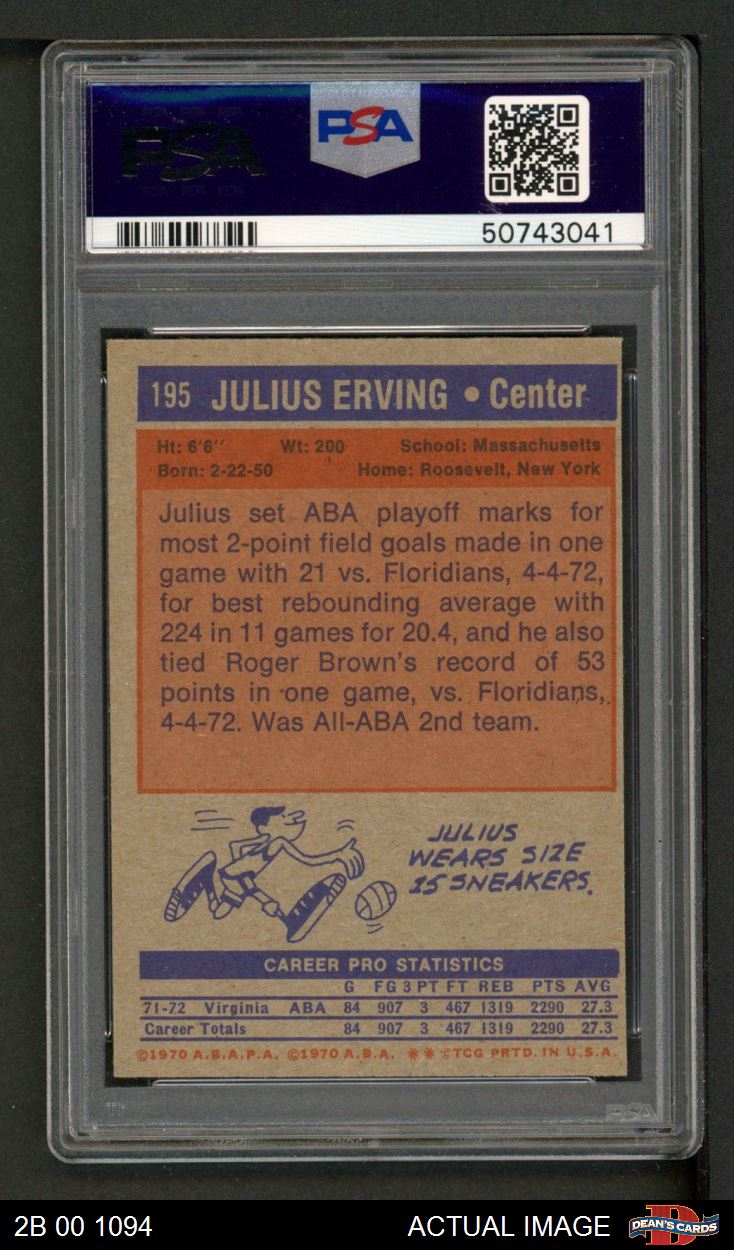 PSA
PSA
50743041
195 JULIUS ERVING • Center
Ht: 6'6" Wt: 200 School: Massachusetts
Born: 2-22-50 Home: Roosevelt, New York
Julius set ABA playoff marks for
most 2-point field goals made in one
game with 21 vs. Floridians, 4-4-72,
for best rebounding average with
224 in 11 games for 20.4, and he also
tied Roger Brown's record of 53
points in one game, vs. Floridians,
4-4-72. Was All-ABA 2nd team.
JULIUS
WEARS SIZE
15 SNEAKERS.
CAREER PRO STATISTICS
G FG 3 PT FT REB PTS AVG
71-72 Virginia ABA 84 907 3 467 1319 2290 27.3
Career Totals 84 907 3 467 1319 2290 27.3
©1970 A.B.A.P.A. ©1970 A.B.A. ** ©TCG PRTD. IN U.S.A.
PSA
2B 00 1094 ACTUAL IMAGE DEAN'S CARDS